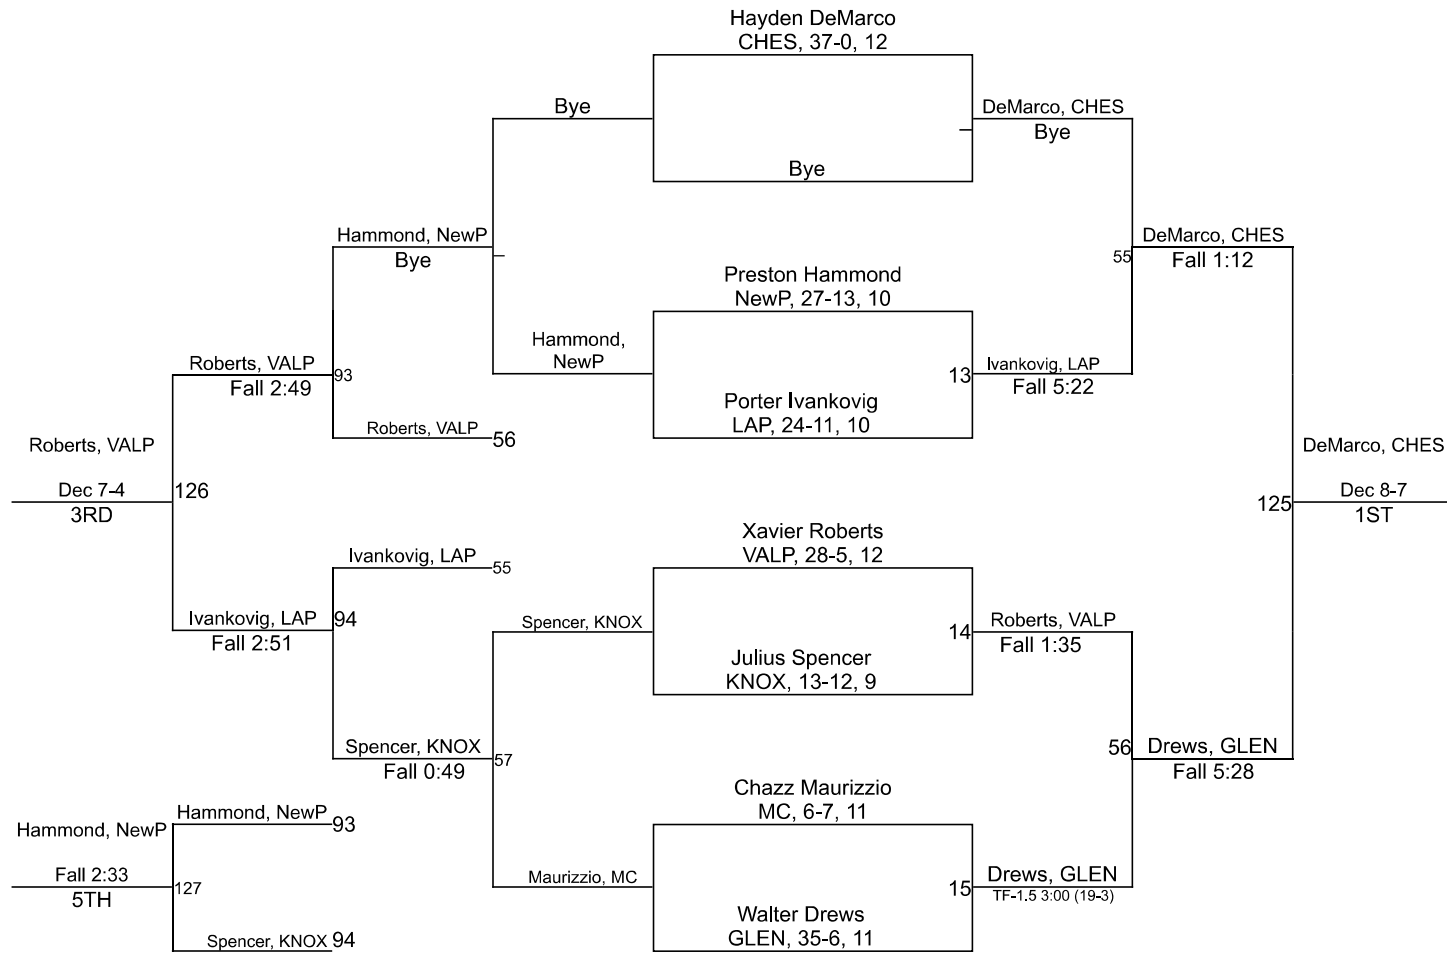 Hayden DeMarco
CHES, 37-0, 12
Bye
DeMarco, CHES
Bye
Bye
Hammond, NewP
Bye
DeMarco, CHES
55
Fall 1:12
Preston Hammond
NewP, 27-13, 10
Hammond,
NewP
Roberts, VALP
Fall 2:49
93
13
Ivankovig, LAP
Fall 5:22
Porter Ivankovig
LAP, 24-11, 10
Roberts, VALP
56
Roberts, VALP
DeMarco, CHES
Dec 7-4
126
3RD
125
Dec 8-7
1ST
Xavier Roberts
VALP, 28-5, 12
Ivankovig, LAP
55
Ivankovig, LAP
94
Fall 2:51
Spencer, KNOX
14
Roberts, VALP
Fall 1:35
Julius Spencer
KNOX, 13-12, 9
Spencer, KNOX
57
Fall 0:49
56
Drews, GLEN
Fall 5:28
Chazz Maurizzio
MC, 6-7, 11
Hammond, NewP
93
Hammond, NewP
Fall 2:33
127
5TH
Maurizzio, MC
15
Drews, GLEN
TF-1.5 3:00 (19-3)
Walter Drews
GLEN, 35-6, 11
Spencer, KNOX
94